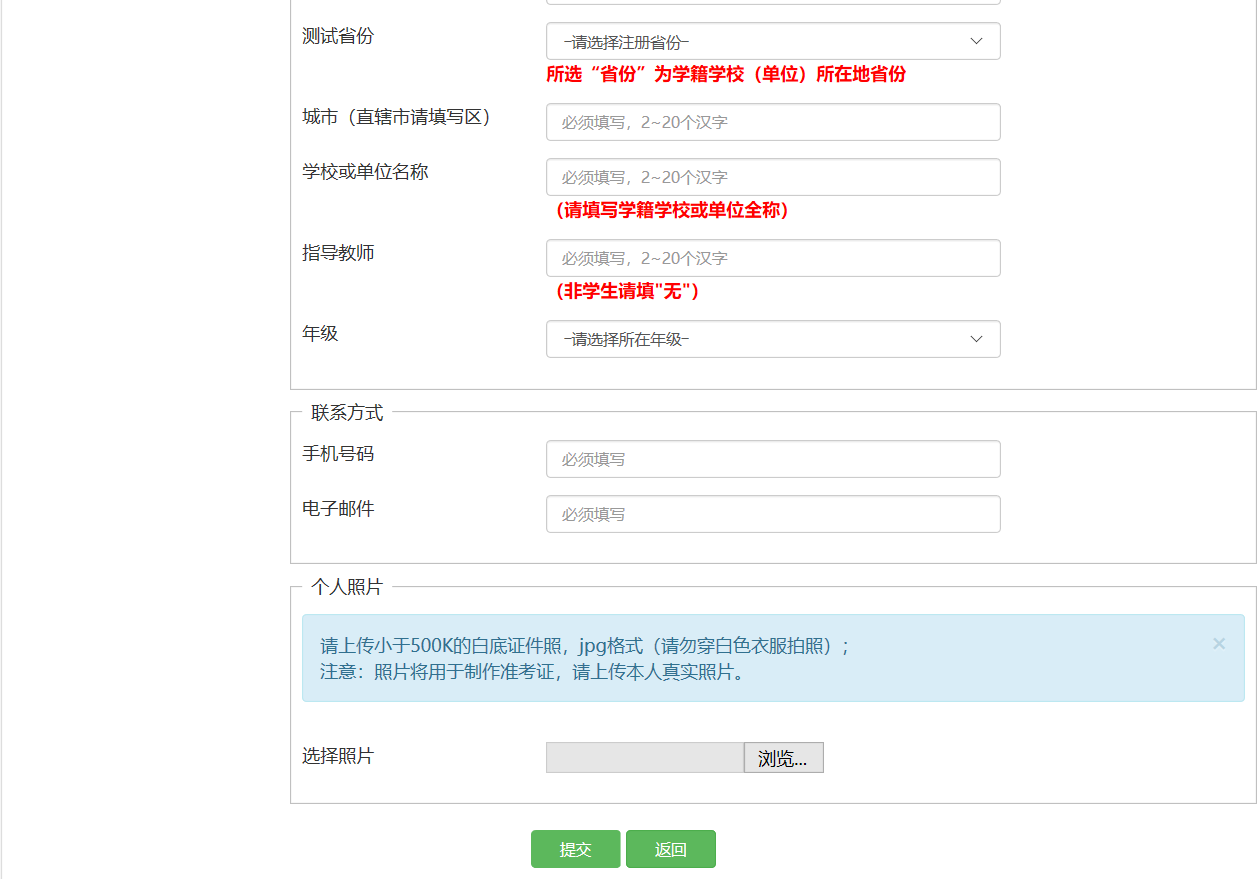 测试省份
-请选择注册省份-
所选“省份”为学籍学校（单位）所在地省份
城市（直辖市请填写区）
必须填写，2~20个汉字
学校或单位名称
必须填写，2~20个汉字
（请填写学籍学校或单位全称）
指导教师
必须填写，2~20个汉字
（非学生请填"无"）
年级
-请选择所在年级-
联系方式
手机号码
必须填写
电子邮件
必须填写
个人照片
请上传小于500K的白底证件照，jpg格式（请勿穿白色衣服拍照）；
×
注意：照片将用于制作准考证，请上传本人真实照片。
选择照片
浏览...
提交
返回